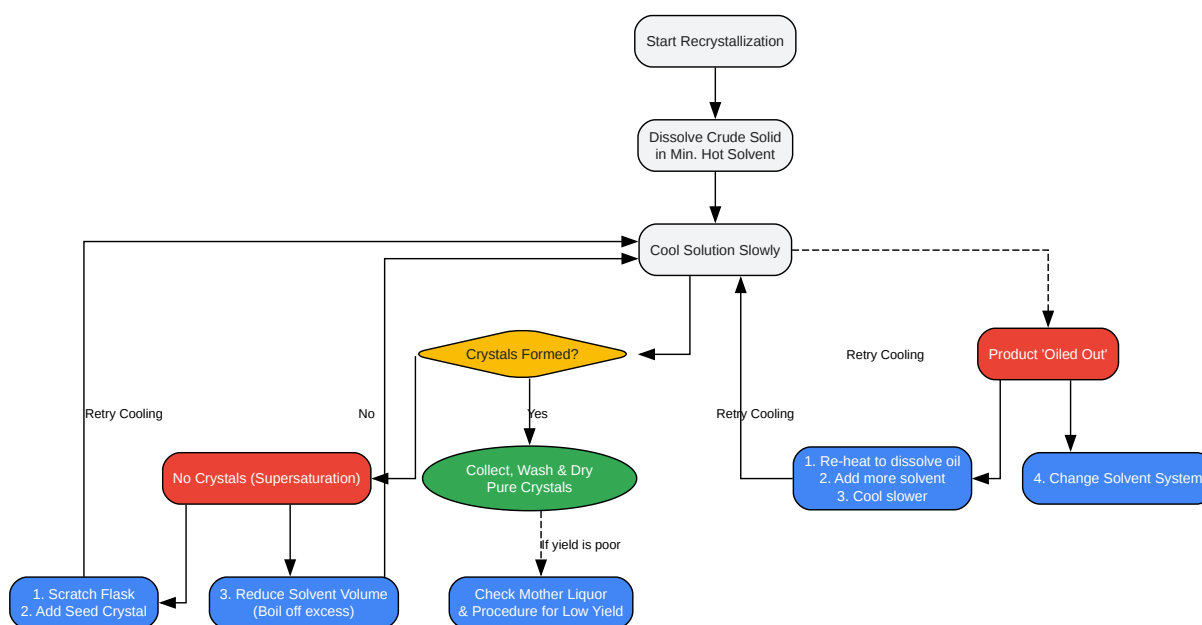 Start Recrystallization
Dissolve Crude Solid
in Min. Hot Solvent
Cool Solution Slowly
Crystals Formed?
Product 'Oiled Out'
Retry Cooling
Retry Cooling
No
Yes
Retry Cooling
No Crystals (Supersaturation)
Collect, Wash & Dry
Pure Crystals
1. Re-heat to dissolve oil
2. Add more solvent
3. Cool slower
4. Change Solvent System
If yield is poor
1. Scratch Flask
2. Add Seed Crystal
3. Reduce Solvent Volume
(Boil off excess)
Check Mother Liquor
& Procedure for Low Yield